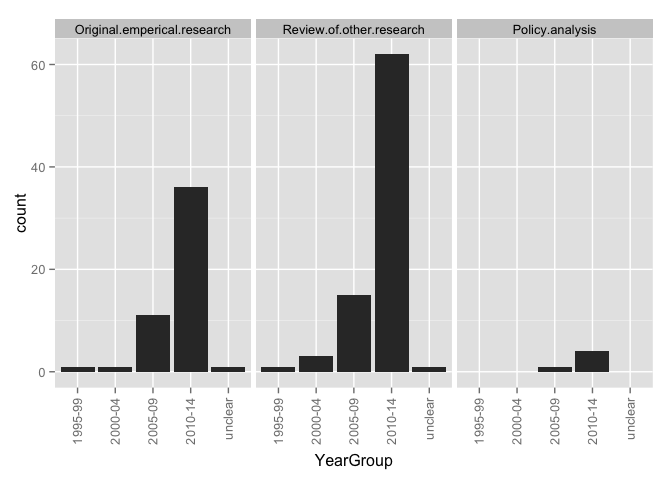 Original.emperical.research Review.of.other.research Policy.analysis
60
40
20
0
count
1995-99 2000-04 2005-09 2010-14 unclear 1995-99 2000-04 2005-09 2010-14 unclear 1995-99 2000-04 2005-09 2010-14 unclear
YearGroup